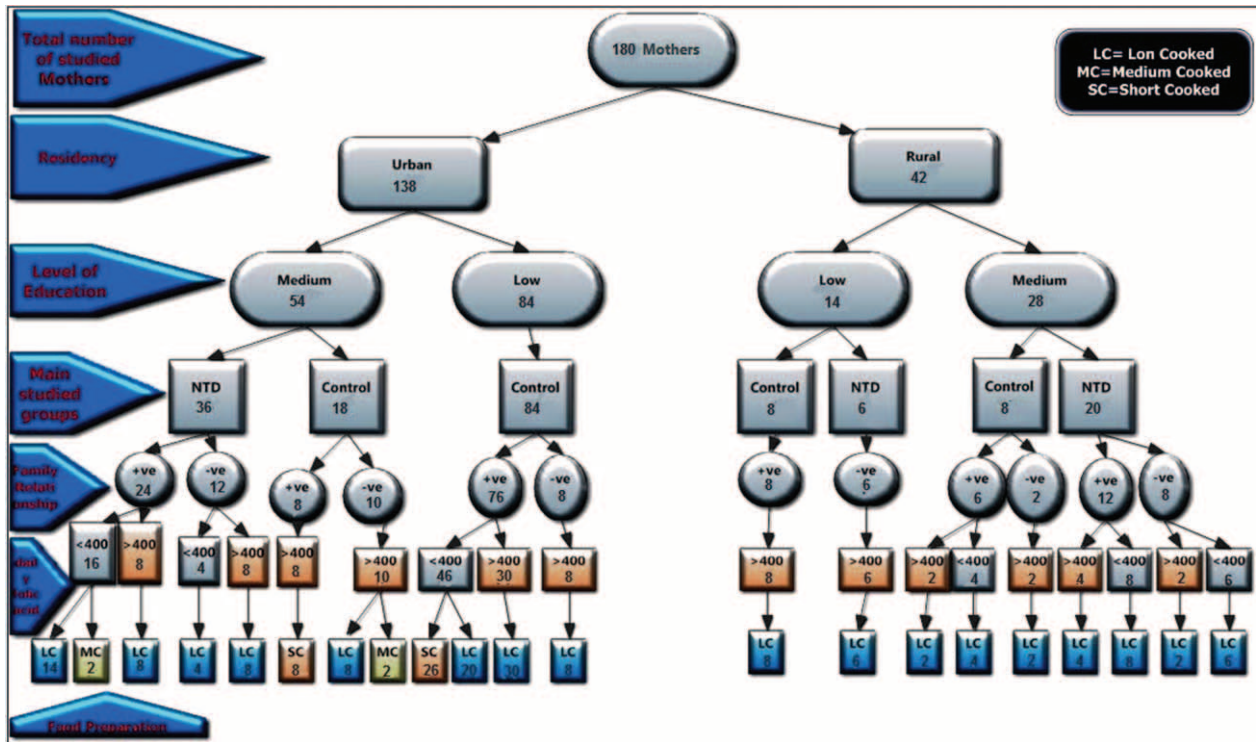 Total number
of studied
Mothers
180 Mothers
LC= Lon Cooked
MC=Medium Cooked
SC=Short Cooked
Residency
Urban
138
Rural
42
Level of
Education
Medium
54
Low
84
Low
14
Medium
28
Main
studied
groups
NTD
36
Control
18
Control
84
Control
8
NTD
6
Control
8
NTD
20
Family
Relati
onship
+ve
24
-ve
12
+ve
8
-ve
10
+ve
76
-ve
8
+ve
8
-ve
6
+ve
6
-ve
2
+ve
12
-ve
8
<400
16
>400
8
<400
4
>400
8
>400
8
>400
10
<400
46
>400
30
>400
8
>400
8
>400
6
>400
2
<400
4
>400
2
>400
4
<400
8
>400
2
<400
6
LC
14
MC
2
LC
8
LC
4
LC
8
SC
8
LC
8
MC
2
SC
26
LC
20
LC
30
LC
8
LC
8
LC
6
LC
2
LC
4
LC
2
LC
4
LC
8
LC
2
LC
6
Food Preparation